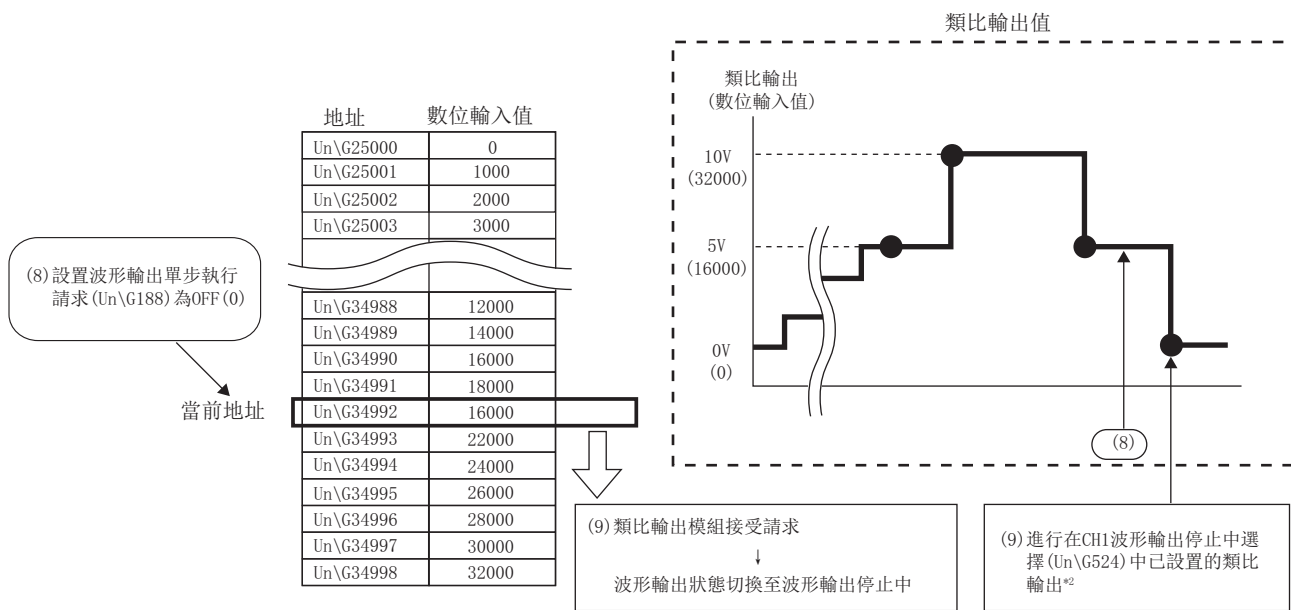 類比輸出值
地址 數位輸入值
Un\G25000 0
Un\G25001 1000
Un\G25002 2000
Un\G25003 3000
Un\G34988 12000
Un\G34989 14000
Un\G34990 16000
Un\G34991 18000
Un\G34992 16000
Un\G34993 22000
Un\G34994 24000
Un\G34995 26000
Un\G34996 28000
Un\G34997 30000
Un\G34998 32000
(8)設置波形輸出單步執行
請求(Un\G188)為OFF(0)
當前地址
類比輸出
(數位輸入值)
10V
(32000)
5V
(16000)
0V
(0)
(8)
(9)類比輸出模組接受請求
↓
波形輸出狀態切換至波形輸出停止中
(9)進行在CH1波形輸出停止中選
擇(Un\G524)中已設置的類比
輸出*2